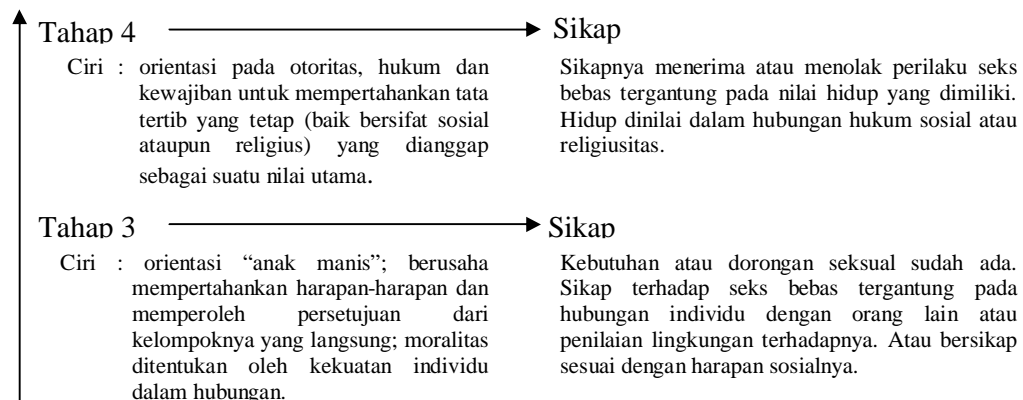 Tahap 4 Sikap
Ciri : orientasi pada otoritas, hukum dan
kewajiban untuk mempertahankan tata
tertib yang tetap (baik bersifat sosial
ataupun religius) yang dianggap
sebagai suatu nilai utama.
Sikapnya menerima atau menolak perilaku seks
bebas tergantung pada nilai hidup yang dimiliki.
Hidup dinilai dalam hubungan hukum sosial atau
religiusitas.
Tahap 3 Sikap
Ciri : orientasi “anak manis”; berusaha
mempertahankan harapan-harapan dan
memperoleh persetujuan dari
kelompoknya yang langsung; moralitas
ditentukan oleh kekuatan individu
dalam hubungan.
Kebutuhan atau dorongan seksual sudah ada.
Sikap terhadap seks bebas tergantung pada
hubungan individu dengan orang lain atau
penilaian lingkungan terhadapnya. Atau bersikap
sesuai dengan harapan sosialnya.